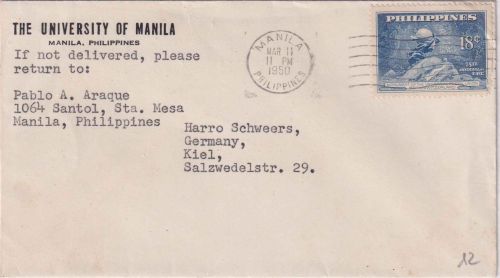 THE UNIVERSITY OF MANILA
MANILA, PHILIPPINES
If not delivered, please
return to:
Pablo A. Araque
1064 Santol, Sta. Mesa
Manila, Philippines
Harro Schweers,
Germany,
Kiel,
Salzwedelstr. 29.
MANILA
MAR 11
11 PM
1950
PHILIPPINES
PHILIPPINES
18¢
12